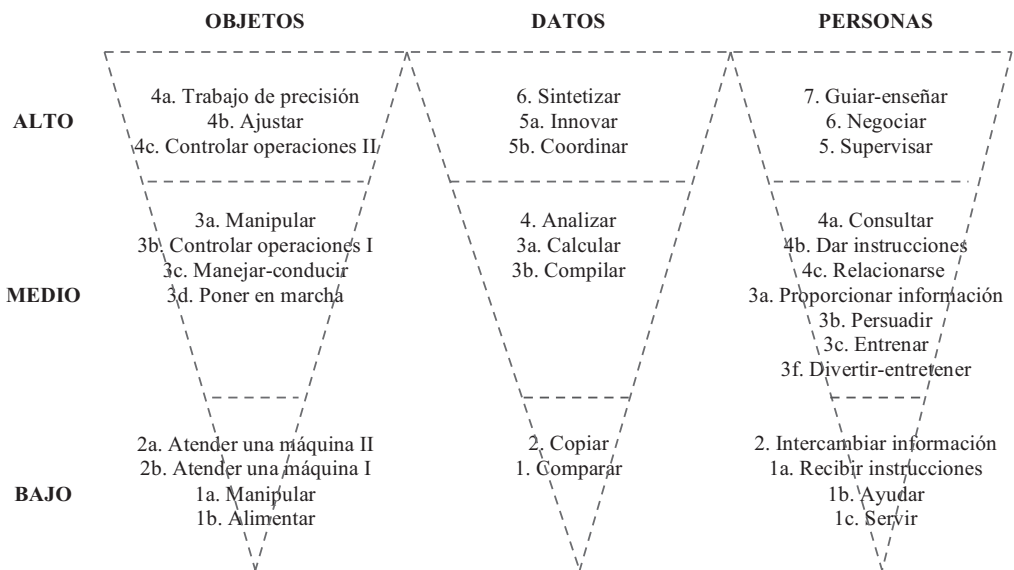 OBJETOS
DATOS
PERSONAS
ALTO
4a. Trabajo de precisión
4b. Ajustar
4c. Controlar operaciones II
6. Sintetizar
5a. Innovar
5b. Coordinar
7. Guiar-enseñar
6. Negociar
5. Supervisar
MEDIO
3a. Manipular
3b. Controlar operaciones I
3c. Manejar-conducir
3d. Poner en marcha
4. Analizar
3a. Calcular
3b. Compilar
4a. Consultar
4b. Dar instrucciones
4c. Relacionarse
3a. Proporcionar información
3b. Persuadir
3c. Entrenar
3f. Divertir-entretener
BAJO
2a. Atender una máquina II
2b. Atender una máquina I
1a. Manipular
1b. Alimentar
2. Copiar
1. Comparar
2. Intercambiar información
1a. Recibir instrucciones
1b. Ayudar
1c. Servir